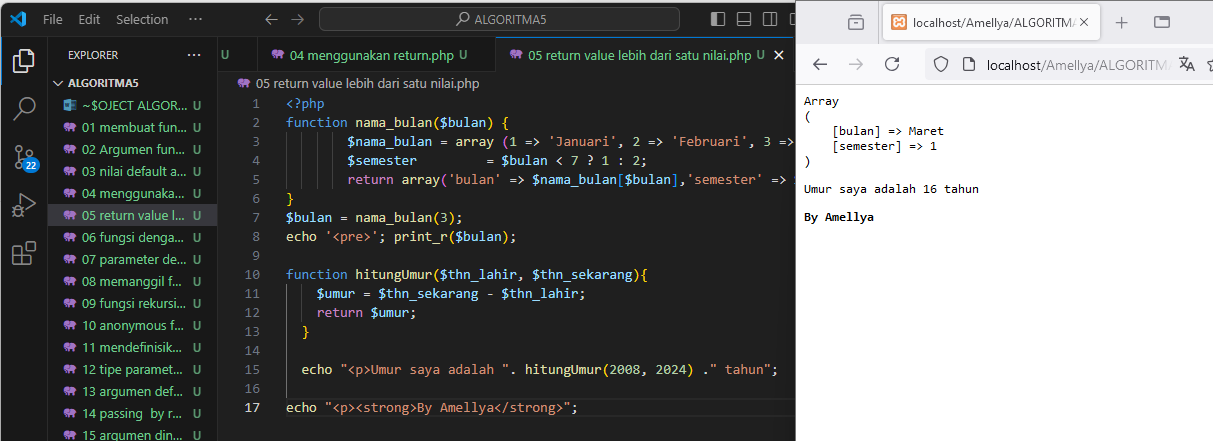 File Edit Selection ···
ALGORITMA5
EXPLORER ···
ALGORITMA5
~$OJECT ALGOR... U
01 membuat fun... U
02 Argumen fun... U
03 nilai default a... U
04 menggunaka... U
05 return value l... U
06 fungsi denga... U
07 parameter de... U
08 memanggil f... U
09 fungsi rekursi... U
10 anonymous f... U
11 mendefinisik... U
12 tipe paramet... U
13 argumen def... U
14 passing by r... U
15 argumen din... U
22
U
04 menggunakan return.php U
05 return value lebih dari satu nilai.php U
05 return value lebih dari satu nilai.php
1 <?php
2 function nama_bulan($bulan) {
3 $nama_bulan = array (1 => 'Januari', 2 => 'Februari', 3 =>
4 $semester = $bulan < 7 ? 1 : 2;
5 return array('bulan' => $nama_bulan[$bulan],'semester' =>
6 }
7 $bulan = nama_bulan(3);
8 echo '<pre>'; print_r($bulan);
9
10 function hitungUmur($thn_lahir, $thn_sekarang){
11 $umur = $thn_sekarang - $thn_lahir;
12 return $umur;
13 }
14
15 echo "<p>Umur saya adalah ". hitungUmur(2008, 2024) ." tahun";
16
17 echo "<p><strong>By Amellya</strong>";
localhost/Amellya/ALGORITMA
localhost/Amellya/ALGORITMA
Array
(
[bulan] => Maret
[semester] => 1
)
Umur saya adalah 16 tahun
By Amellya